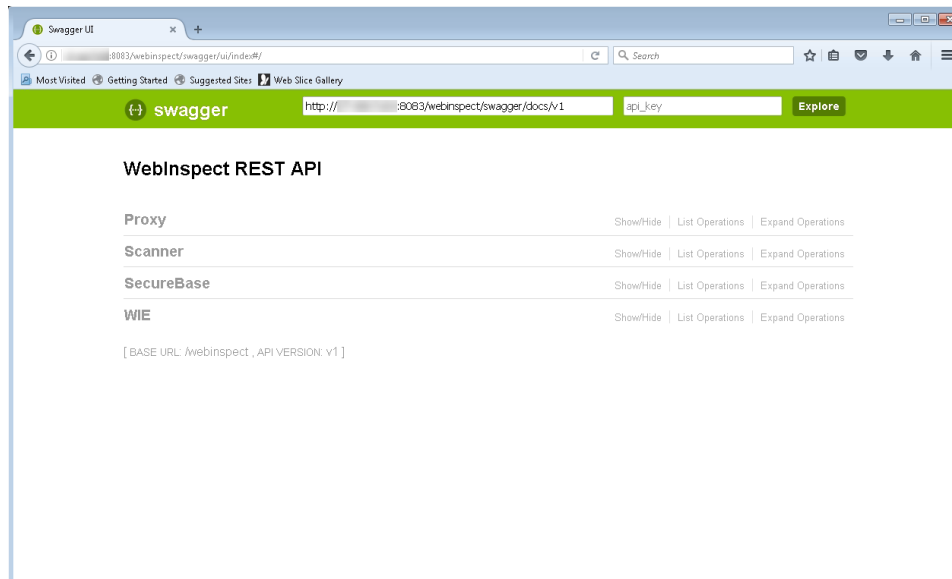 Swagger UI
:8083/webinspect/swagger/ui/index#/
Search
Most Visited Getting Started Suggested Sites Web Slice Gallery
swagger http:// :8083/webinspect/swagger/docs/v1 api_key Explore
WebInspect REST API
Proxy Show/Hide List Operations Expand Operations
Scanner Show/Hide List Operations Expand Operations
SecureBase Show/Hide List Operations Expand Operations
WIE Show/Hide List Operations Expand Operations
[ BASE URL: /webinspect , API VERSION: v1 ]